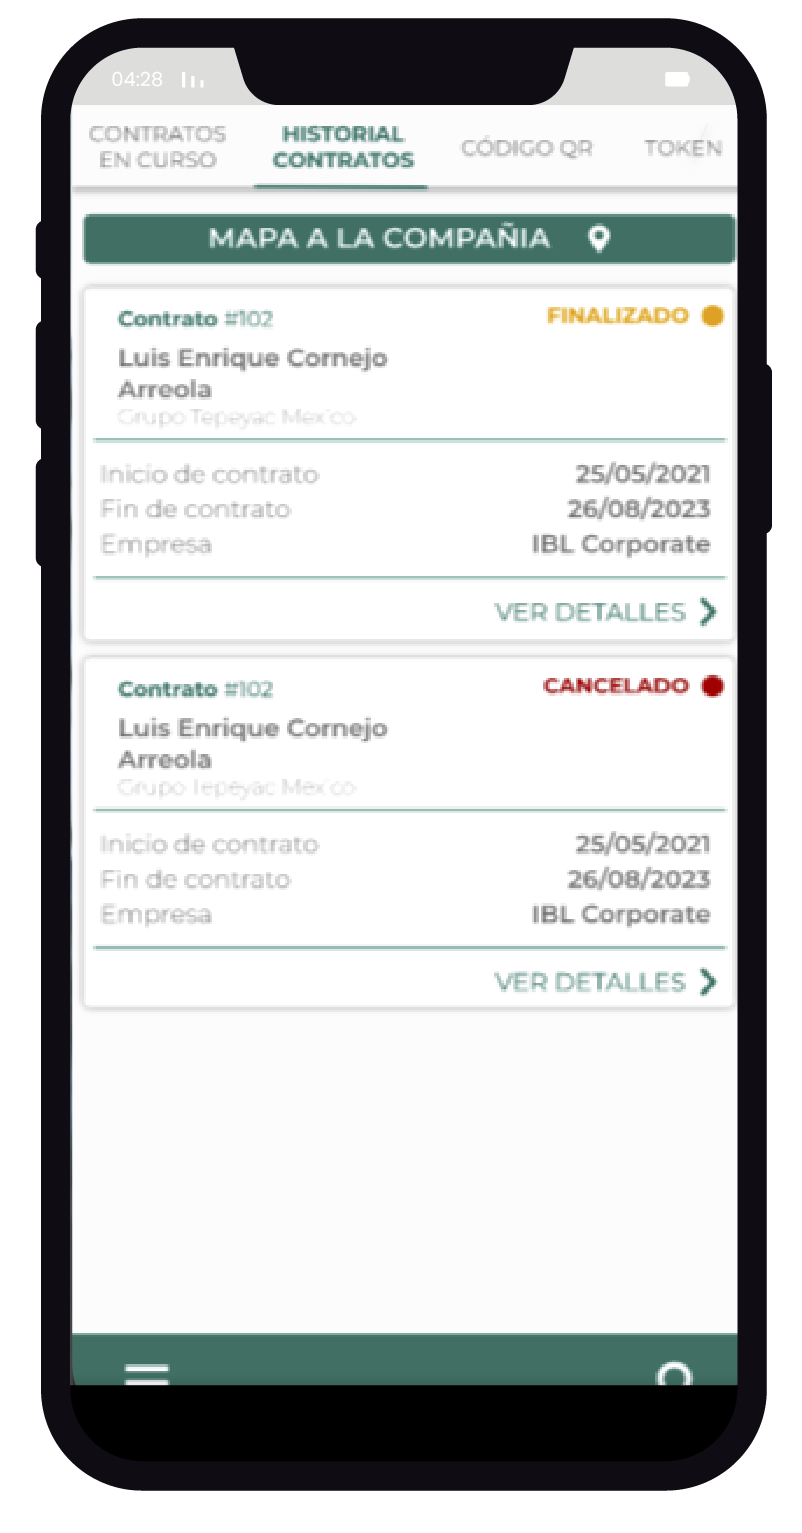 04:28
CONTRATOS
EN CURSO
HISTORIAL
CONTRATOS
CÓDIGO QR
TOKEN
MAPA A LA COMPAÑIA
Contrato #102
FINALIZADO
Luis Enrique Cornejo
Arreola
Grupo Tepeyac Mexico
Inicio de contrato 25/05/2021
Fin de contrato 26/08/2023
Empresa IBL Corporate
VER DETALLES
Contrato #102
CANCELADO
Luis Enrique Cornejo
Arreola
Grupo Tepeyac Mexico
Inicio de contrato 25/05/2021
Fin de contrato 26/08/2023
Empresa IBL Corporate
VER DETALLES